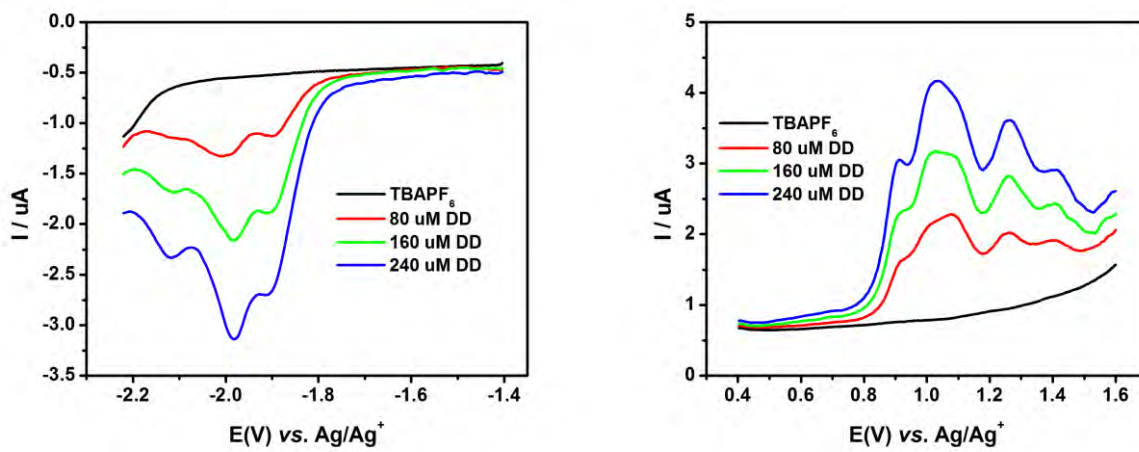 0.0
-0.5
-1.0
-1.5
-2.0
-2.5
-3.0
-3.5
I / uA
TBAPF6
80 uM DD
160 uM DD
240 uM DD
-2.2
-2.0
-1.8
-1.6
-1.4
E(V) vs. Ag/Ag+
5
4
3
2
1
0
I / uA
TBAPF6
80 uM DD
160 uM DD
240 uM DD
0.4
0.6
0.8
1.0
1.2
1.4
1.6
E(V) vs. Ag/Ag+